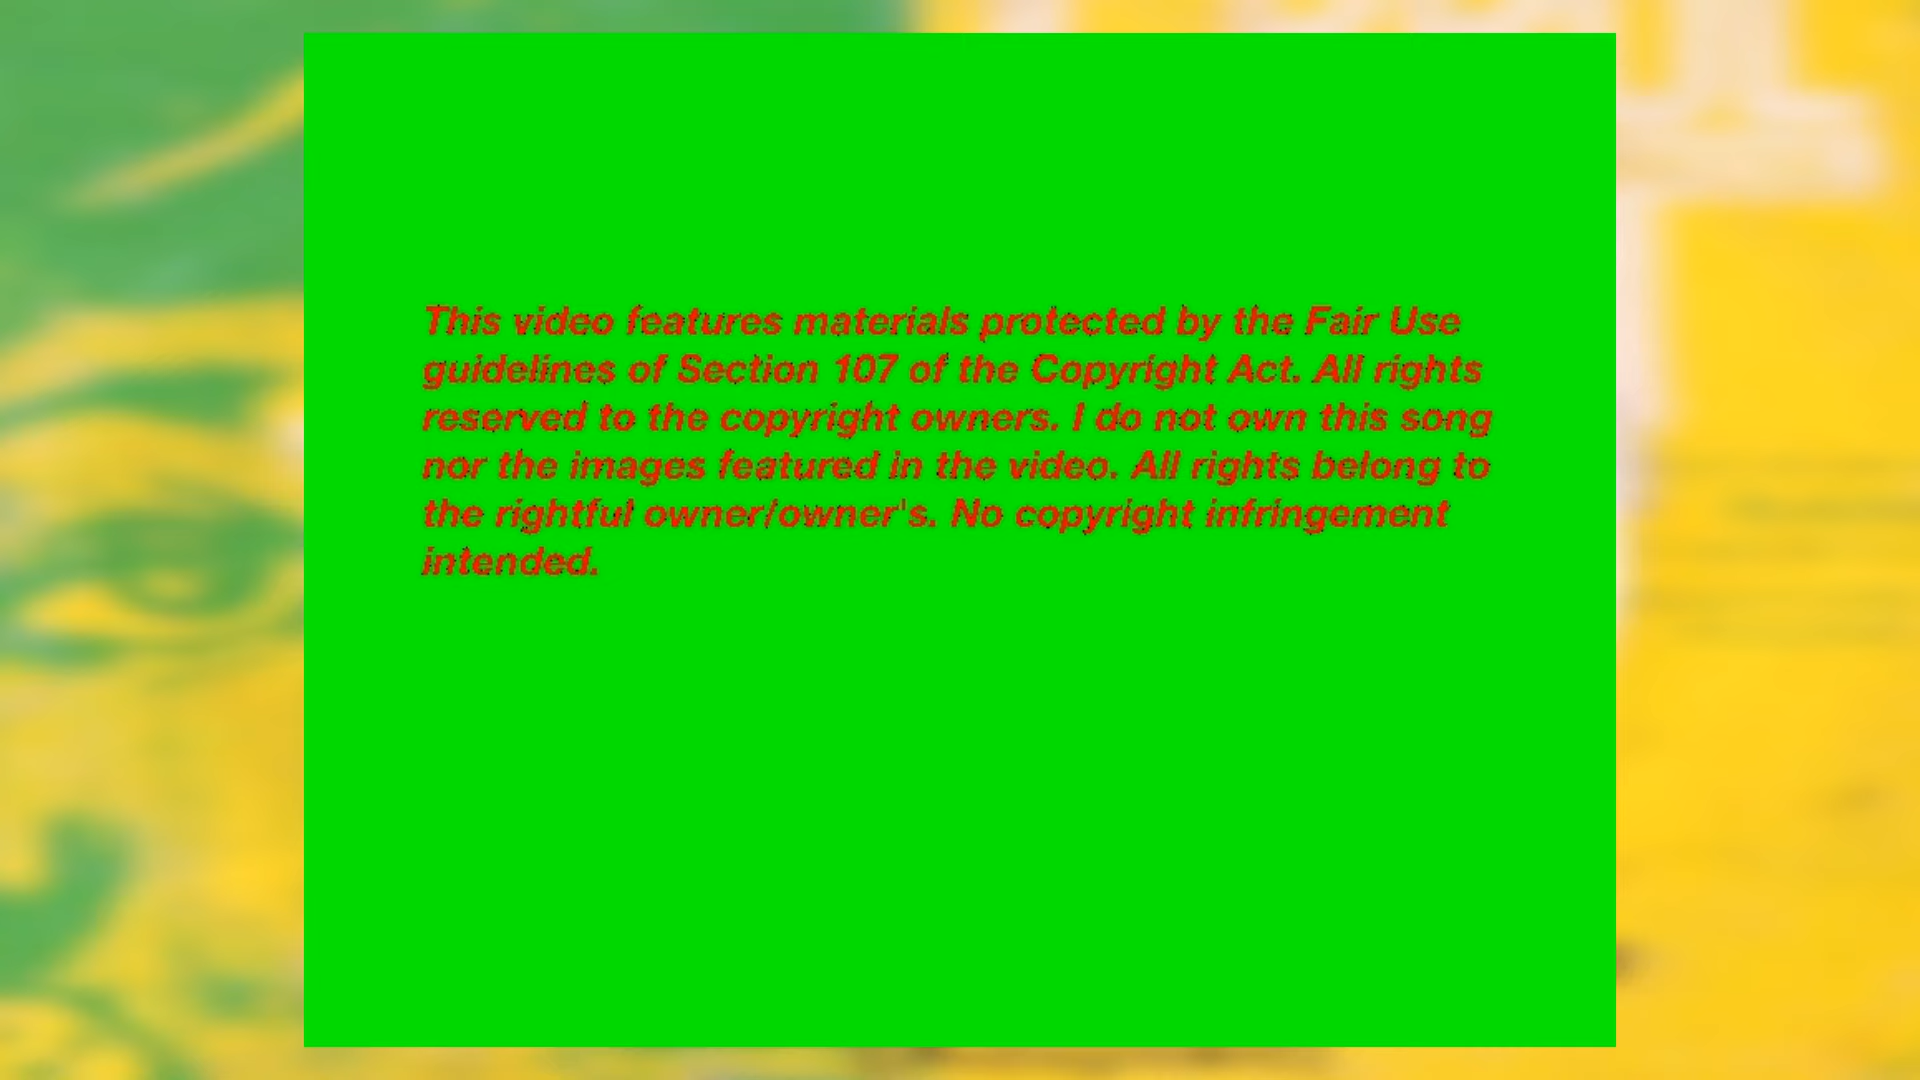 This video features materials protected by the Fair Use
guidelines of Section 107 of the Copyright Act. All rights
reserved to the copyright owners. I do not own this song
nor the images featured in the video. All rights belong to
the rightful owner/owner's. No copyright infringement
intended.